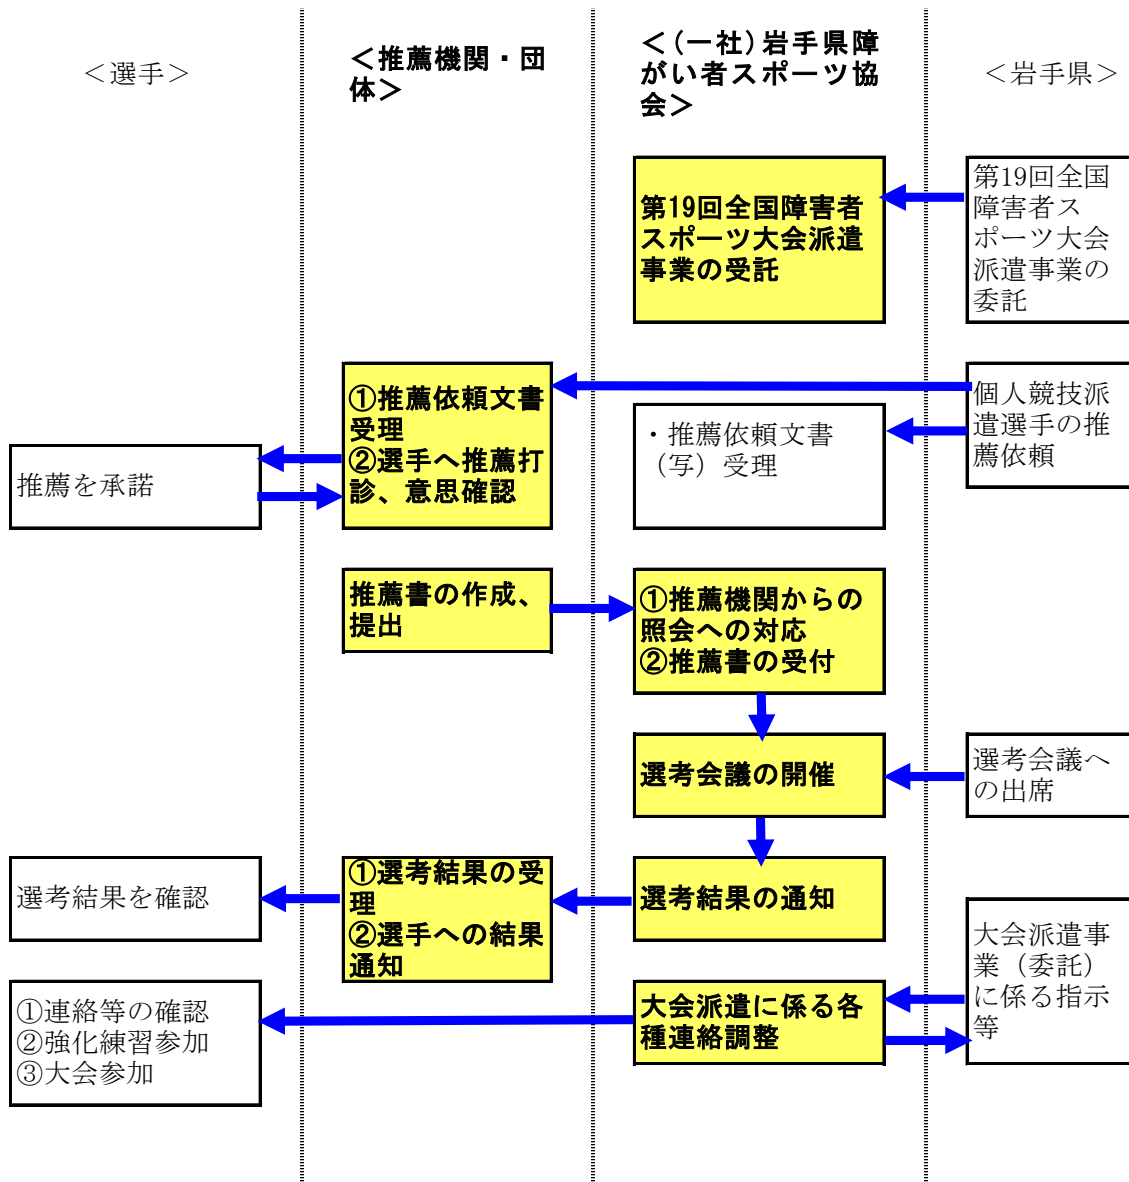 ＜選手＞
＜推薦機関・団
体＞
＜（一社）岩手県障
がい者スポーツ協
会＞
＜岩手県＞
第19回全国障害者
スポーツ大会派遣
事業の受託
第19回全国
障害者ス
ポーツ大会
派遣事業の
委託
推薦を承諾
①推薦依頼文書
受理
②選手へ推薦打
診、意思確認
・推薦依頼文書
（写）受理
個人競技派
遣選手の推
薦依頼
推薦書の作成、
提出
①推薦機関からの
照会への対応
②推薦書の受付
選考会議の開催
選考会議へ
の出席
選考結果を確認
①選考結果の受
理
②選手への結果
通知
選考結果の通知
大会派遣事
業（委託）
に係る指示
等
①連絡等の確認
②強化練習参加
③大会参加
大会派遣に係る各
種連絡調整